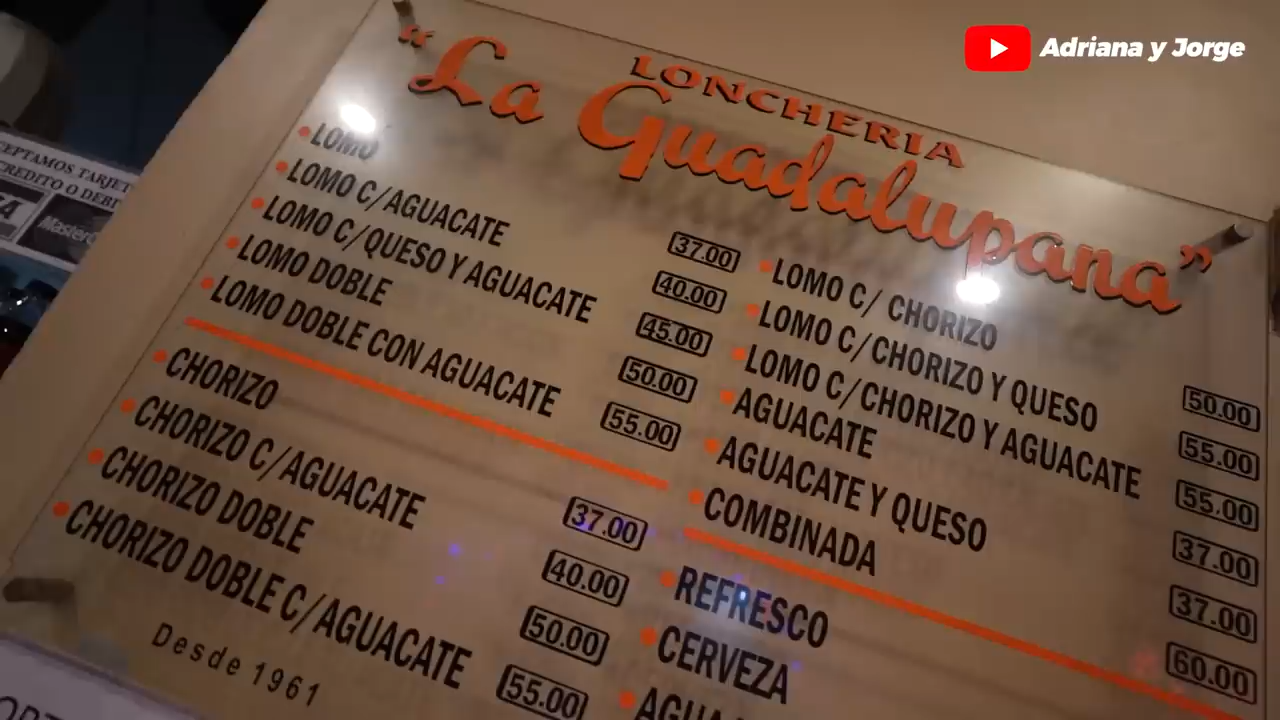 Adriana y Jorge
LONCHERIA
“La Guadalupana”
LOMO
LOMO C/AGUACATE 37.00
LOMO C/QUESO Y AGUACATE 40.00
LOMO DOBLE 45.00
LOMO DOBLE CON AGUACATE 50.00
55.00
CHORIZO
CHORIZO C/AGUACATE 37.00
CHORIZO DOBLE 40.00
CHORIZO DOBLE C/AGUACATE 50.00
55.00
Desde 1961
LOMO C/ CHORIZO
LOMO C/CHORIZO Y QUESO 50.00
LOMO C/CHORIZO Y AGUACATE 55.00
AGUACATE 55.00
AGUACATE Y QUESO 37.00
COMBINADA 37.00
60.00
REFRESCO
CERVEZA